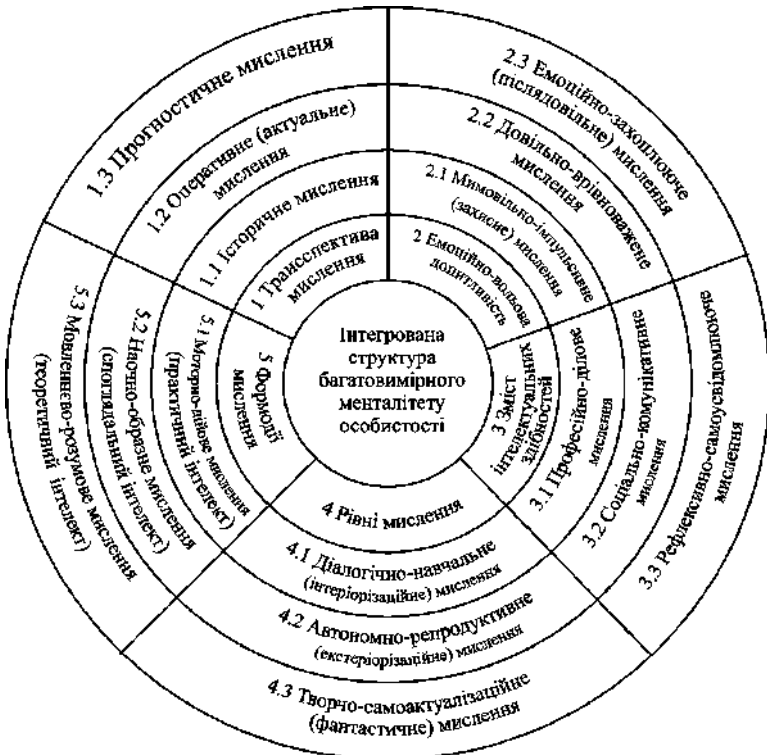 Інтегрована
структура
багатовимірного
менталітету
особистості
1 Трансспектива
мислення
1.1 Історичне мислення
1.2 Оперативне (актуальне)
мислення
1.3 Прогностичне мислення
2 Емоційно-вольова
допитливість
2.1 Мимовільно-імпульсивне
(захисне) мислення
2.2 Довільно-врівноважене
мислення
2.3 Емоційно-захоплююче
(післядовільне) мислення
3 Зміст
інтелектуальних
здібностей
3.1 Професійно-ділове
мислення
3.2 Соціально-комунікативне
мислення
3.3 Рефлексивно-самоусвідомлююче
мислення
4 Рівні мислення
4.1 Діалогічно-навчальне
(інтеріорізаційне) мислення
4.2 Автономно-репродуктивне
(екстеріорізаційне) мислення
4.3 Творчо-самоактуалізаційне
(фантастичне) мислення
5 Формодії
мислення
5.1 Моторно-дійове мислення
(практичний інтелект)
5.2 Наочно-образне мислення
(споглядальний інтелект)
5.3 Мовленнєво-розумове мислення
(теоретичний інтелект)